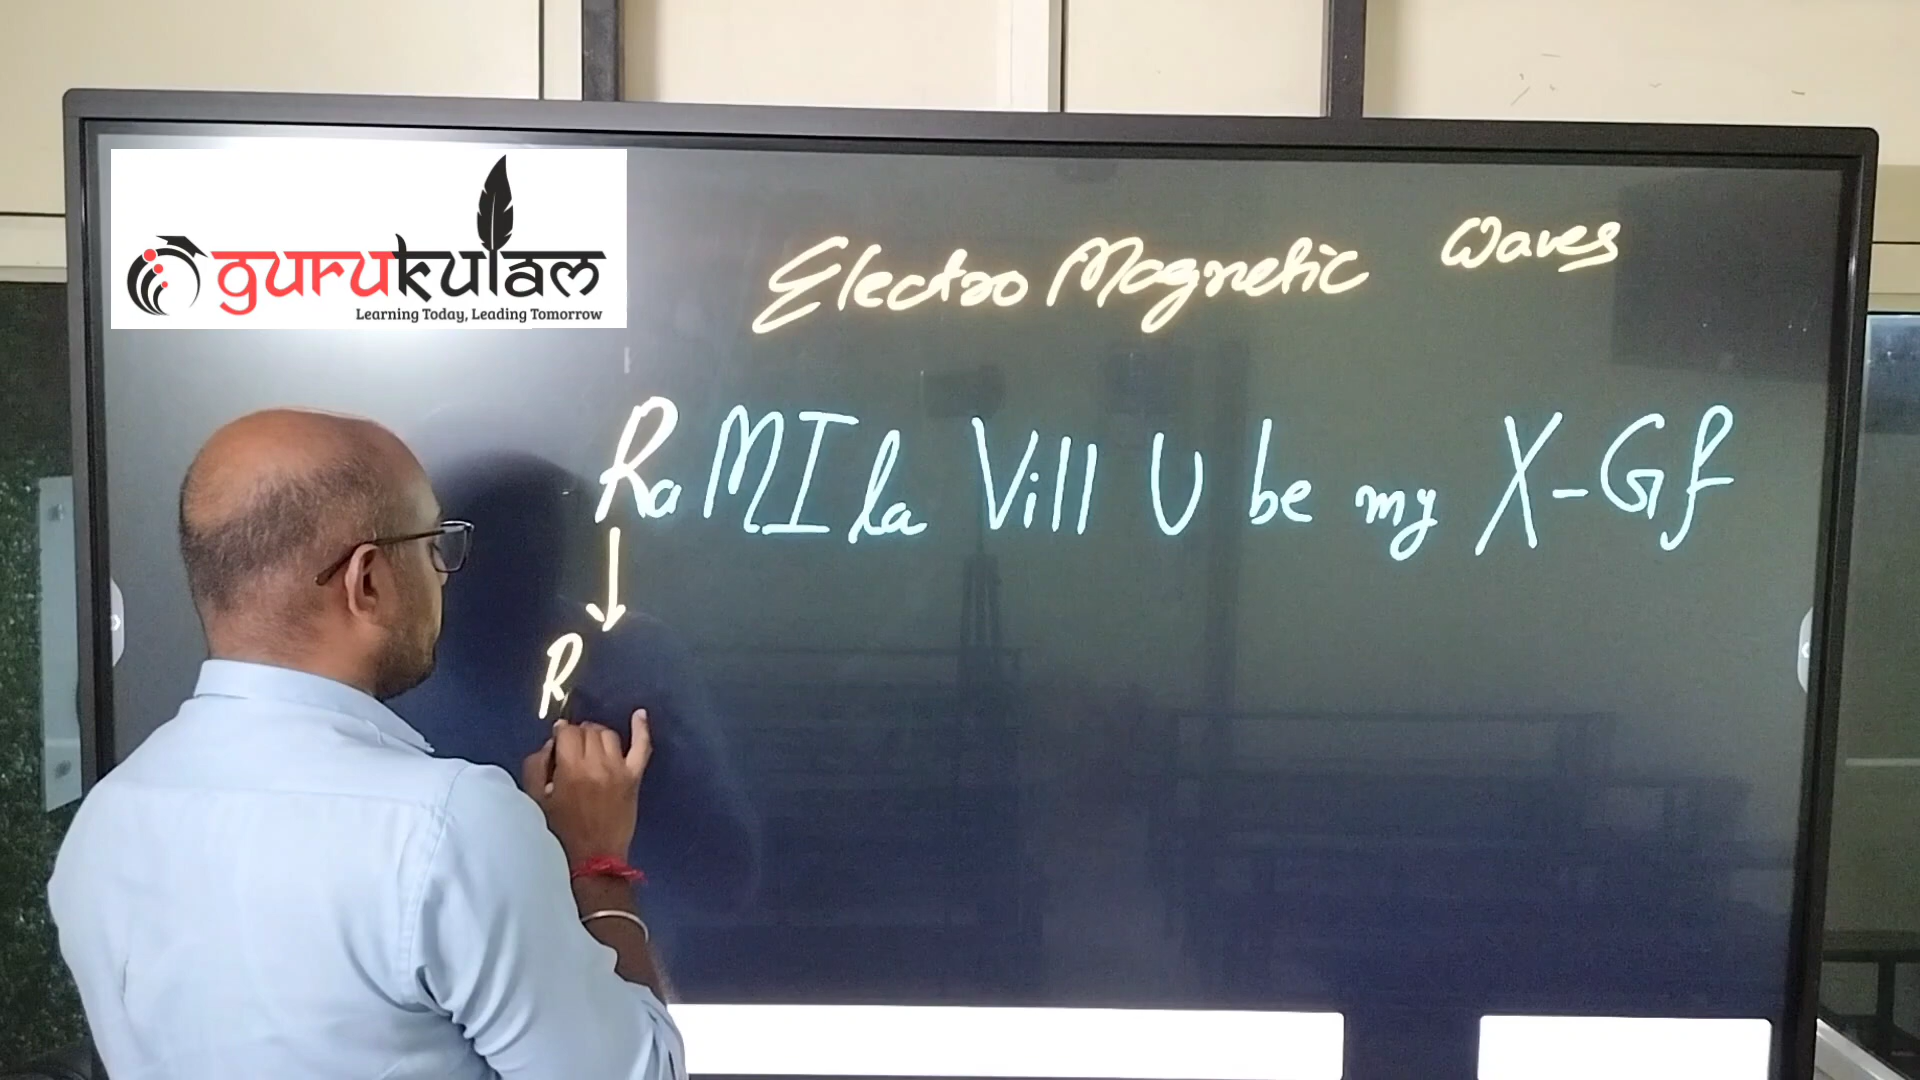 gurukulam
Learning Today, Leading Tomorrow
Electro Magnetic Waves
RaMIla Vill U be my X-Gf
R